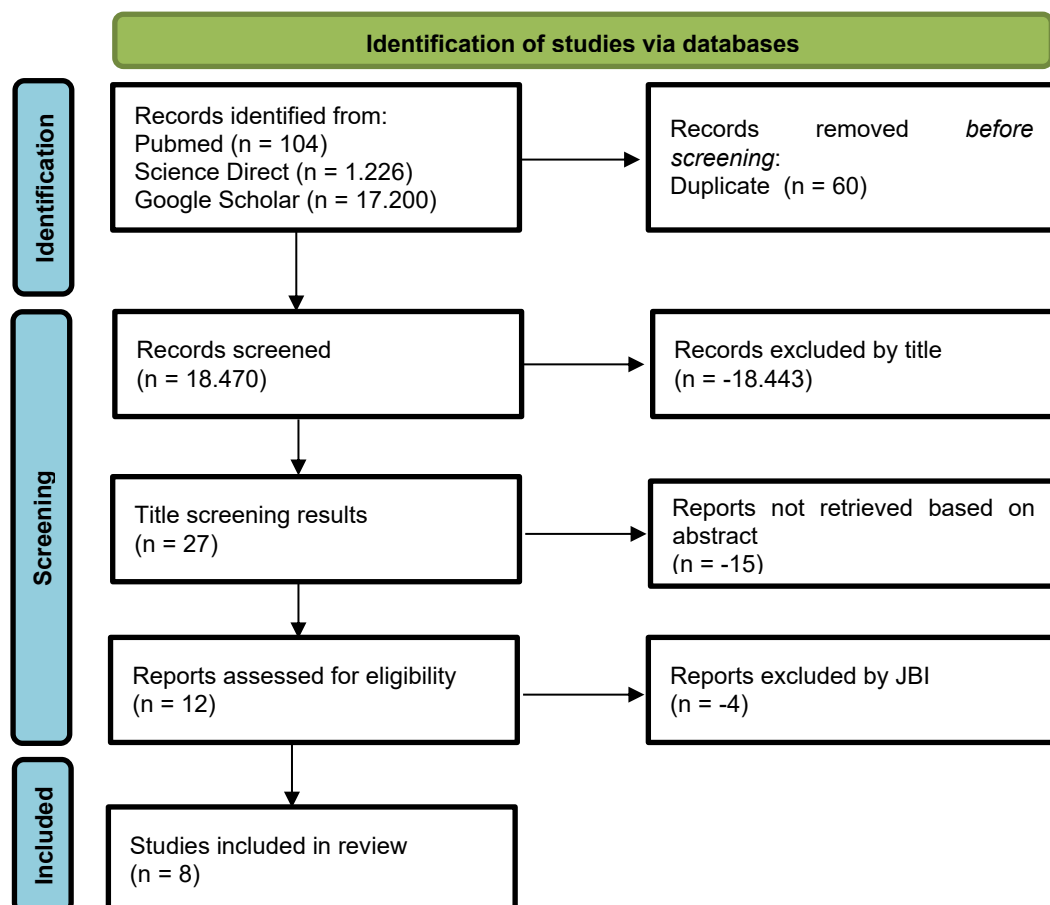 Identification of studies via databases
Identification
Records identified from:
Pubmed (n = 104)
Science Direct (n = 1.226)
Google Scholar (n = 17.200)
Records removed before
screening:
Duplicate (n = 60)
Screening
Records screened
(n = 18.470)
Records excluded by title
(n = -18.443)
Title screening results
(n = 27)
Reports not retrieved based on
abstract
(n = -15)
Reports assessed for eligibility
(n = 12)
Reports excluded by JBI
(n = -4)
Included
Studies included in review
(n = 8)